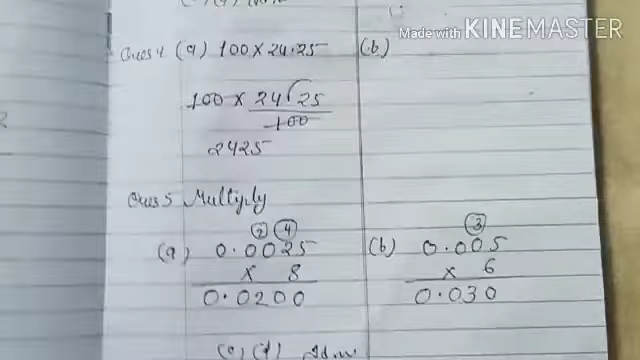 Made with KINEMASTER
Ques 4 (a) 100 × 24.25 (b)
100 × 24 25
100
2425
Ques 5 Multiply
② ④
(a) 0.0025
× 8
0.0200
③
(b) 0.005
× 6
0.030
(c) (d)